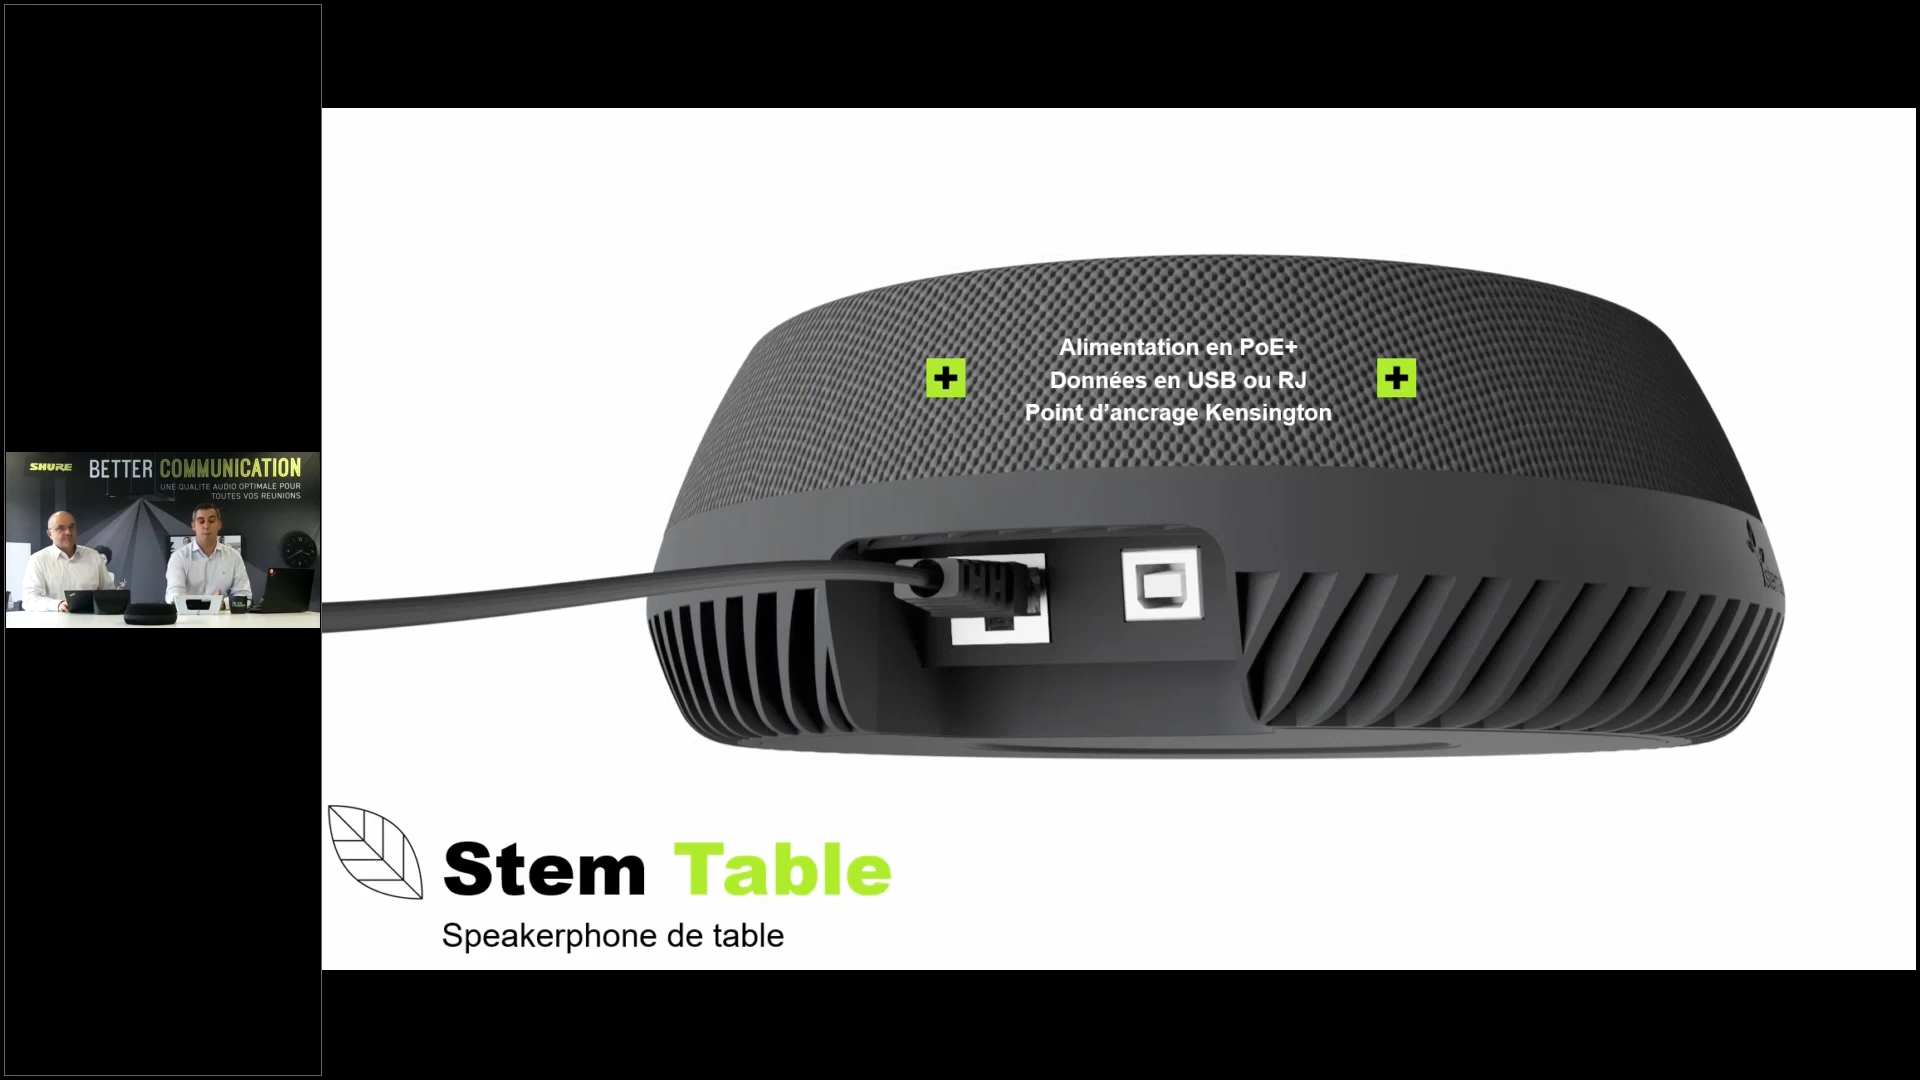 SHURE
BETTER COMMUNICATION
UNE QUALITE AUDIO OPTIMALE POUR
TOUTES VOS REUNIONS
Alimentation en PoE+
Données en USB ou RJ
Point d’ancrage Kensington
Stem Table
Speakerphone de table